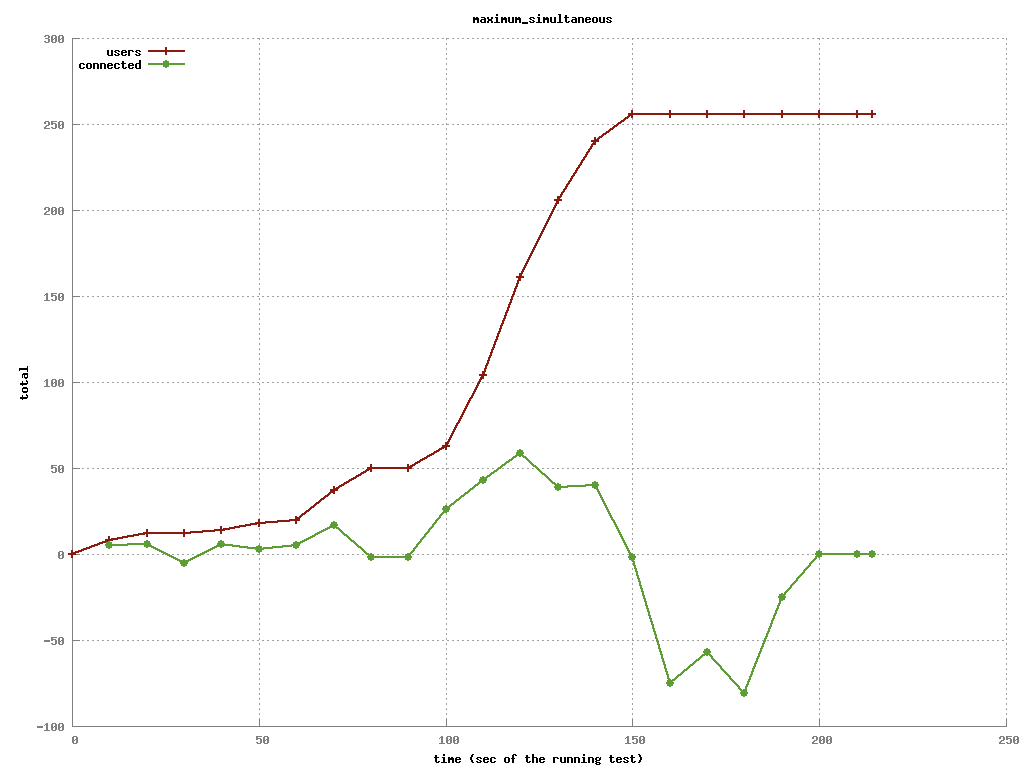 maximum_simultaneous
300
users
connected
250
200
150
100
50
0
-50
-100
total
0 50 100 150 200 250
time (sec of the running test)